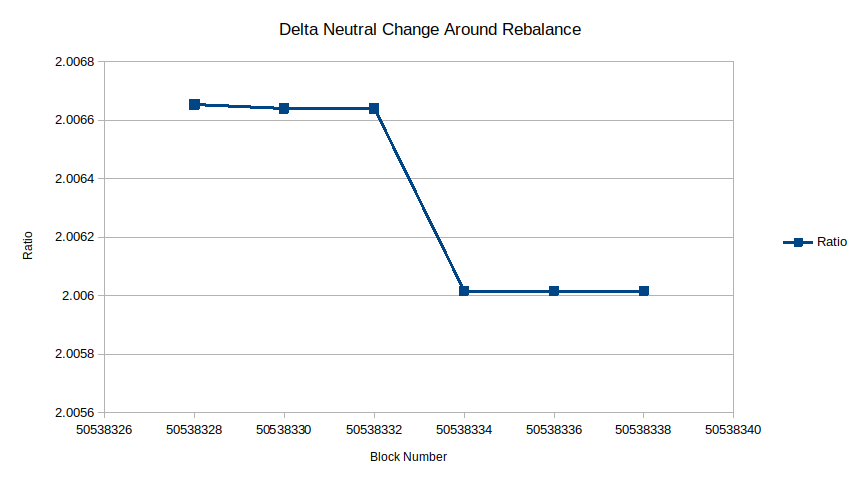 Delta Neutral Change Around Rebalance
2.0068
2.0066
2.0064
2.0062
2.006
2.0058
2.0056
Ratio
Ratio
50538326 50538328 50538330 50538332 50538334 50538336 50538338 50538340
Block Number